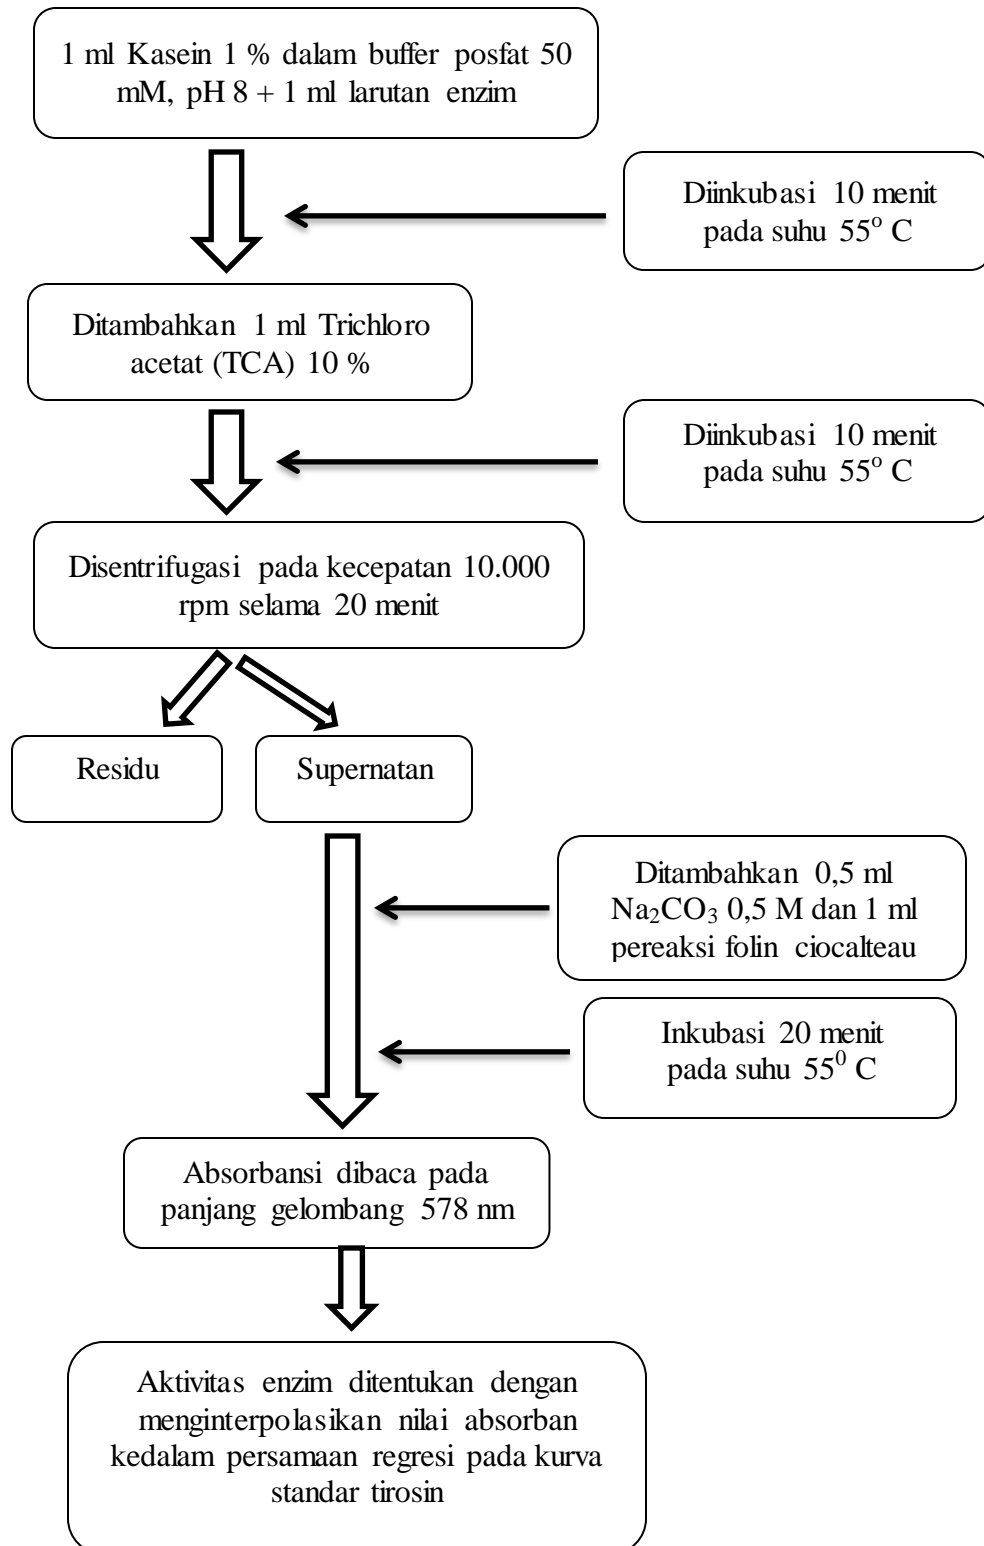 1 ml Kasein 1 % dalam buffer posfat 50
mM, pH 8 + 1 ml larutan enzim
Diinkubasi 10 menit
pada suhu 55° C
Ditambahkan 1 ml Trichloro
acetat (TCA) 10 %
Diinkubasi 10 menit
pada suhu 55° C
Disentrifugasi pada kecepatan 10.000
rpm selama 20 menit
Residu
Supernatan
Ditambahkan 0,5 ml
Na₂CO₃ 0,5 M dan 1 ml
pereaksi folin ciocalteau
Inkubasi 20 menit
pada suhu 55⁰ C
Absorbansi dibaca pada
panjang gelombang 578 nm
Aktivitas enzim ditentukan dengan
menginterpolasikan nilai absorban
kedalam persamaan regresi pada kurva
standar tirosin